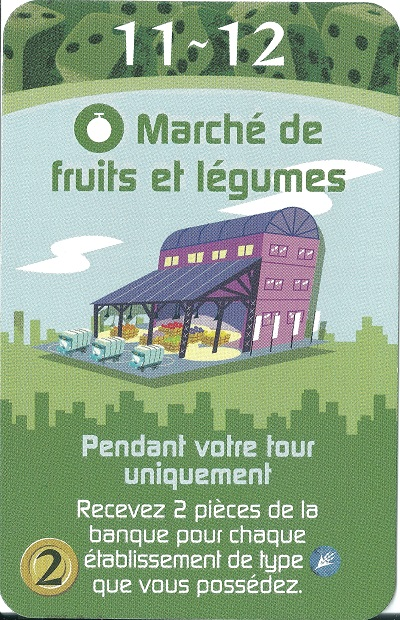 11~12
Marché de
fruits et légumes
Pendant votre tour
uniquement
Recevez 2 pièces de la
banque pour chaque
établissement de type
que vous possédez.
2